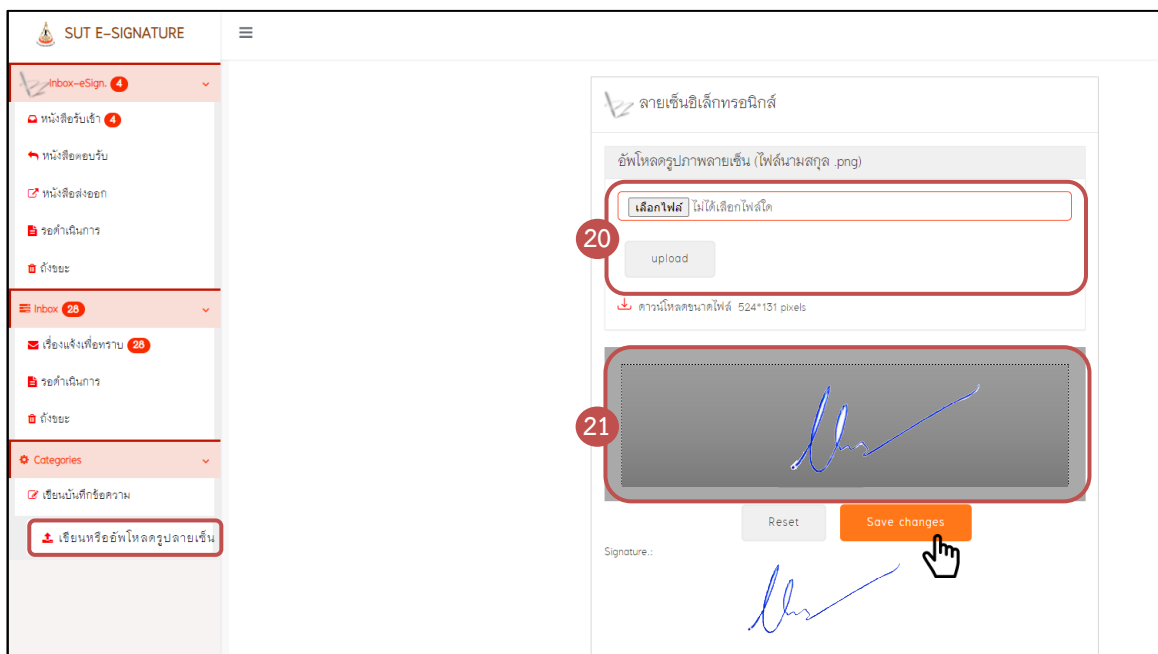 SUT E-SIGNATURE
Inbox-eSign. 4
หนังสือรับเข้า 4
หนังสือตอบรับ
หนังสือส่งออก
รอดำเนินการ
ถังขยะ
Inbox 28
เรื่องแจ้งเพื่อทราบ 28
รอดำเนินการ
ถังขยะ
Categories
เขียนบันทึกข้อความ
เขียนหรืออัพโหลดรูปลายเซ็น
ลายเซ็นอิเล็กทรอนิกส์
อัพโหลดรูปภาพลายเซ็น (ไฟล์นามสกุล .png)
เลือกไฟล์ ไม่ได้เลือกไฟล์ใด
20
upload
ดาวน์โหลดขนาดไฟล์ 524*131 pixels
21
Reset
Save changes
Signature.: